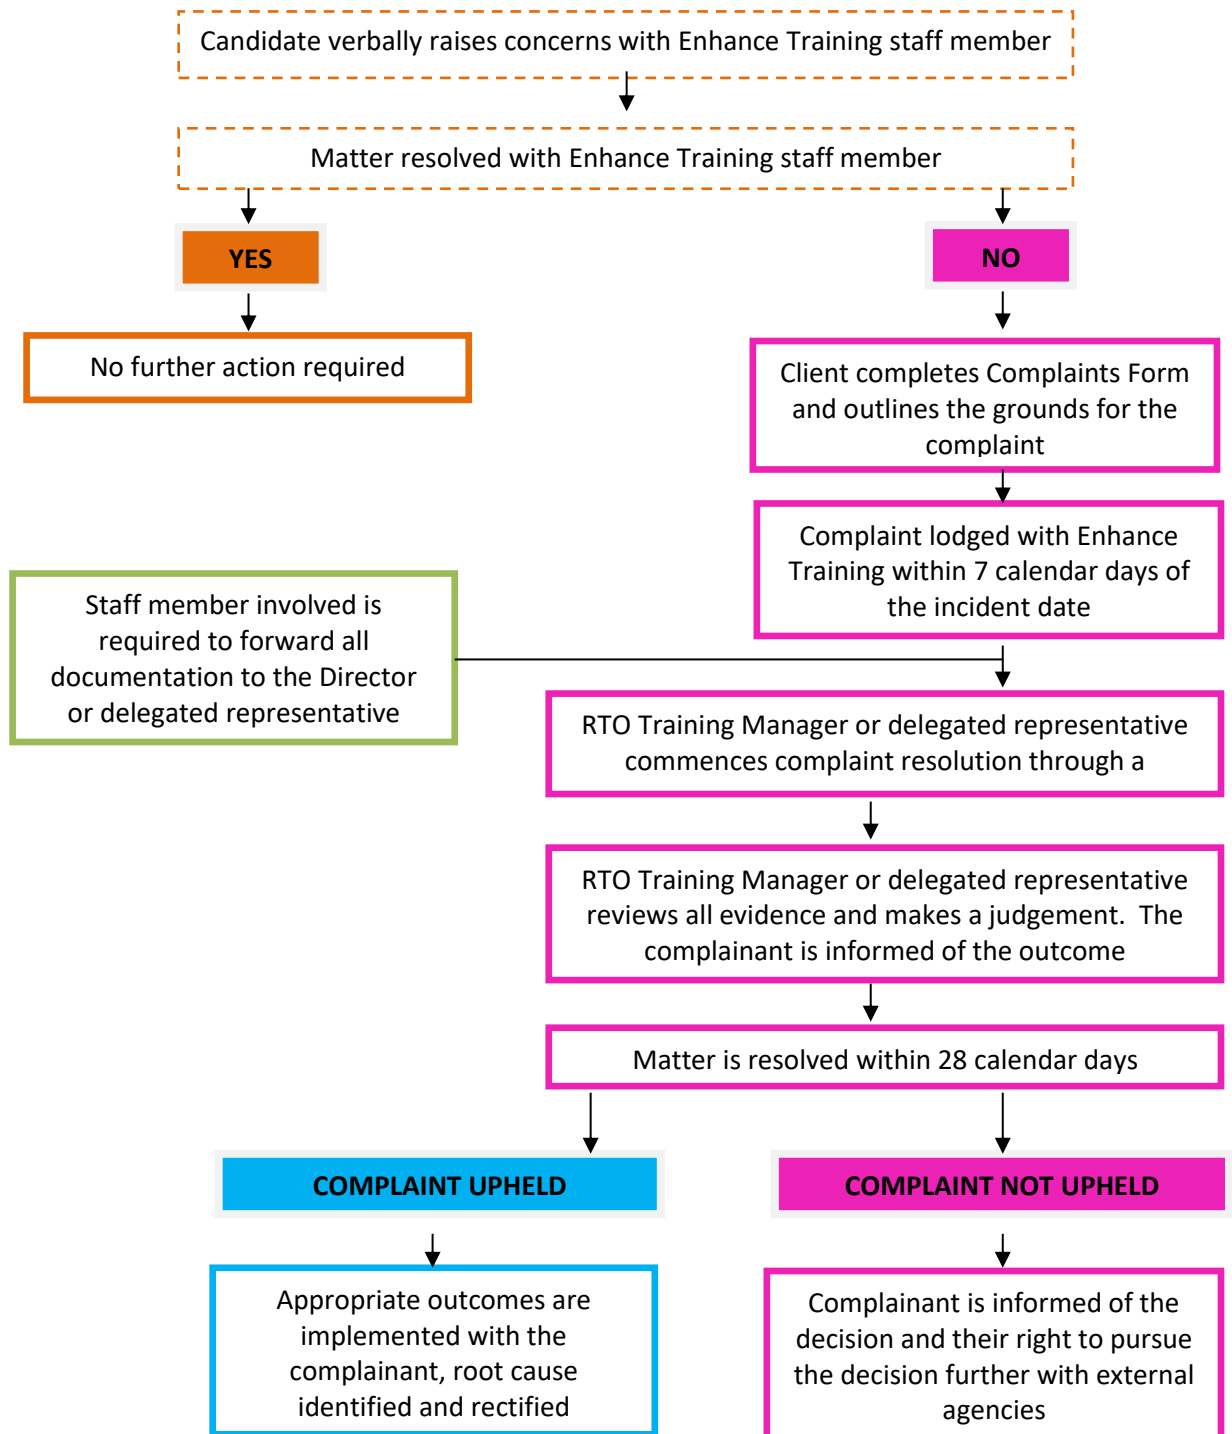 Candidate verbally raises concerns with Enhance Training staff member
Matter resolved with Enhance Training staff member
YES
NO
No further action required
Client completes Complaints Form
and outlines the grounds for the
complaint
Complaint lodged with Enhance
Training within 7 calendar days of
the incident date
Staff member involved is
required to forward all
documentation to the Director
or delegated representative
RTO Training Manager or delegated representative
commences complaint resolution through a
RTO Training Manager or delegated representative
reviews all evidence and makes a judgement.  The
complainant is informed of the outcome
Matter is resolved within 28 calendar days
COMPLAINT UPHELD
COMPLAINT NOT UPHELD
Appropriate outcomes are
implemented with the
complainant, root cause
identified and rectified
Complainant is informed of the
decision and their right to pursue
the decision further with external
agencies